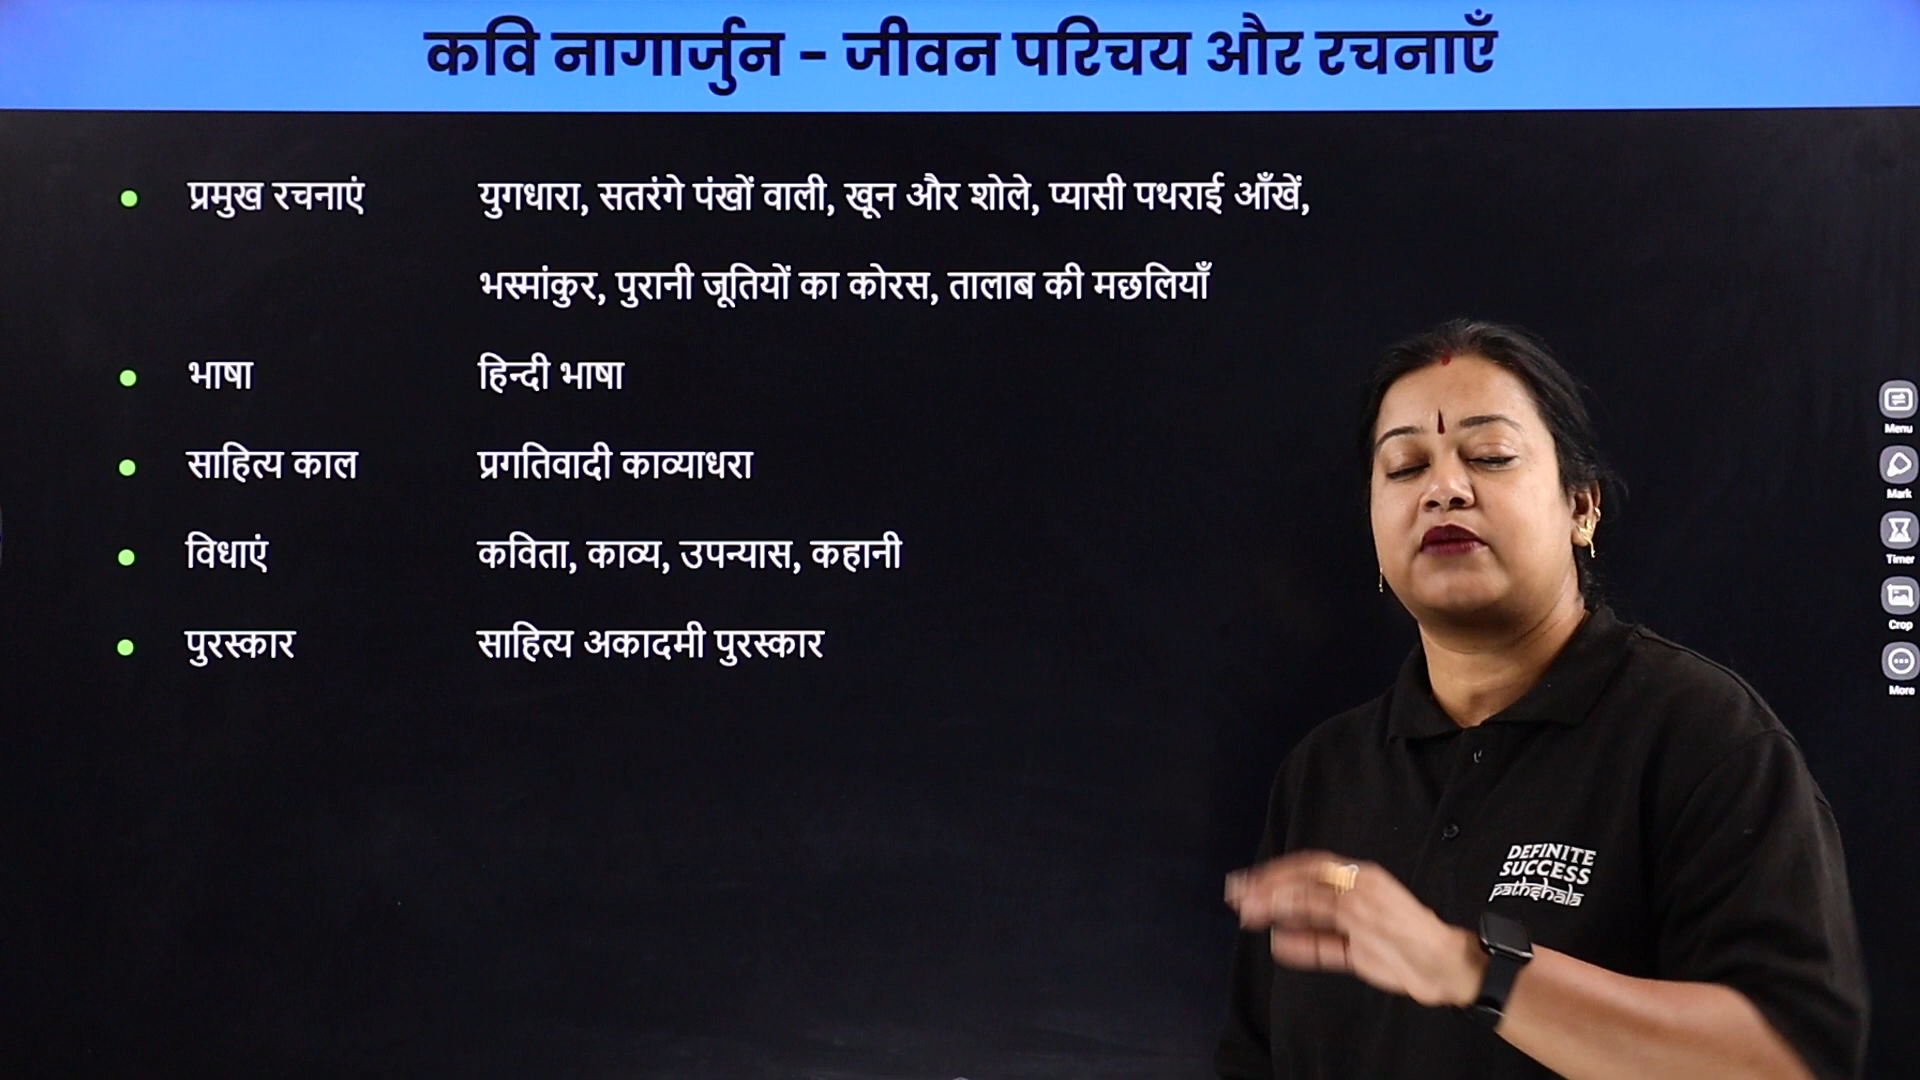 कवि नागार्जुन - जीवन परिचय और रचनाएँ
प्रमुख रचनाएं युगधारा, सतरंगे पंखों वाली, खून और शोले, प्यासी पथराई आँखें,
भस्मांकुर, पुरानी जूतियों का कोरस, तालाब की मछलियाँ
भाषा हिन्दी भाषा
साहित्य काल प्रगतिवादी काव्याधरा
विधाएं कविता, काव्य, उपन्यास, कहानी
पुरस्कार साहित्य अकादमी पुरस्कार
Menu
Mark
Timer
Crop
More
DEFINITE
SUCCESS
pathshala